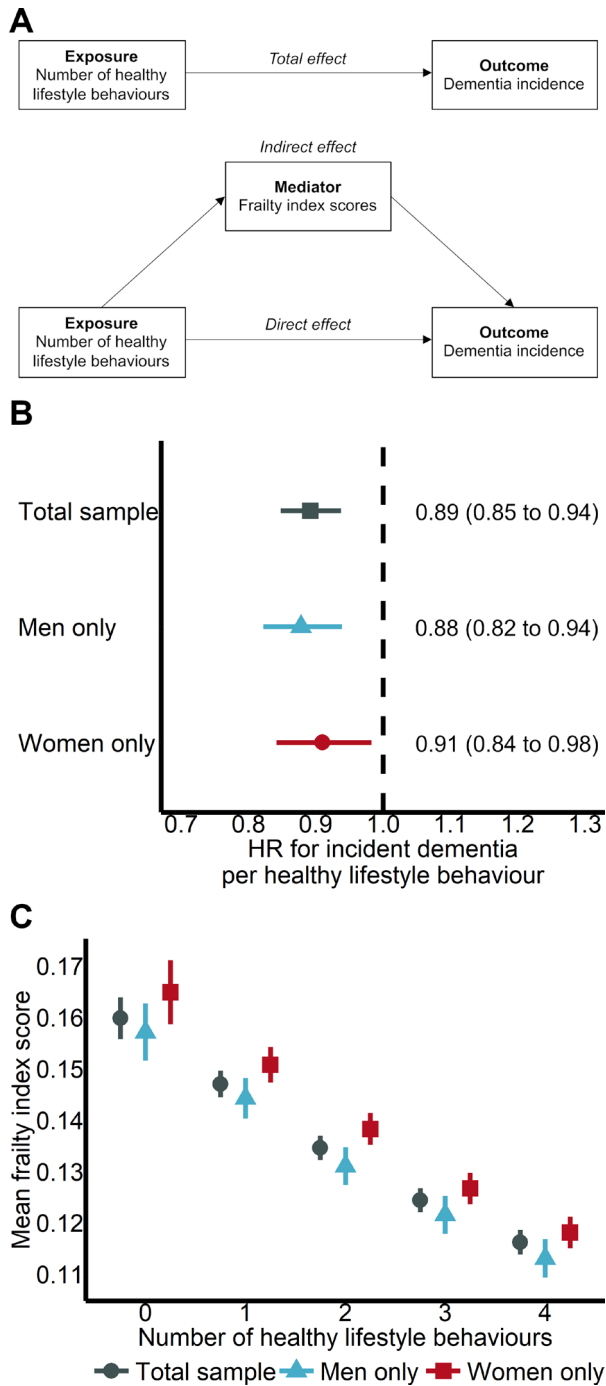 A
Exposure
Number of healthy
lifestyle behaviours
Total effect
Outcome
Dementia incidence
Indirect effect
Mediator
Frailty index scores
Exposure
Number of healthy
lifestyle behaviours
Direct effect
Outcome
Dementia incidence
B
Total sample 0.89 (0.85 to 0.94)
Men only 0.88 (0.82 to 0.94)
Women only 0.91 (0.84 to 0.98)
0.7 0.8 0.9 1.0 1.1 1.2 1.3
HR for incident dementia
per healthy lifestyle behaviour
C
Mean frailty index score
0.17
0.16
0.15
0.14
0.13
0.12
0.11
0 1 2 3 4
Number of healthy lifestyle behaviours
Total sample Men only Women only